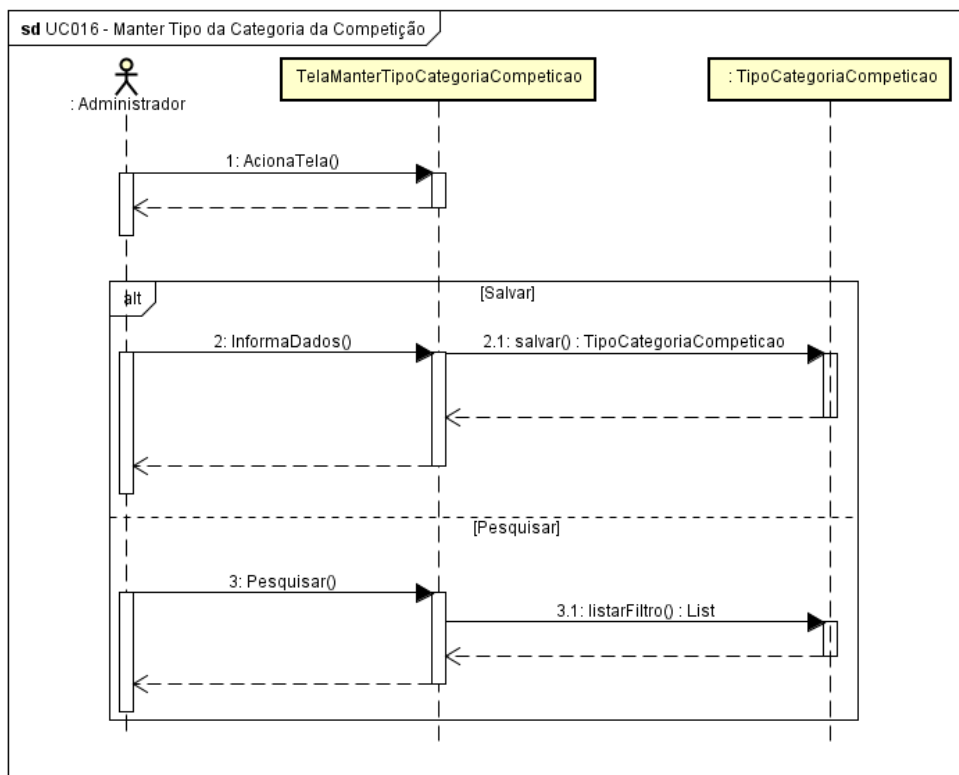 sd UC016 - Manter Tipo da Categoria da Competição
: Administrador
TelaManterTipoCategoriaCompeticao
: TipoCategoriaCompeticao
1: AcionaTela()
alt
[Salvar]
2: InformaDados()
2.1: salvar() : TipoCategoriaCompeticao
[Pesquisar]
3: Pesquisar()
3.1: listarFiltro() : List